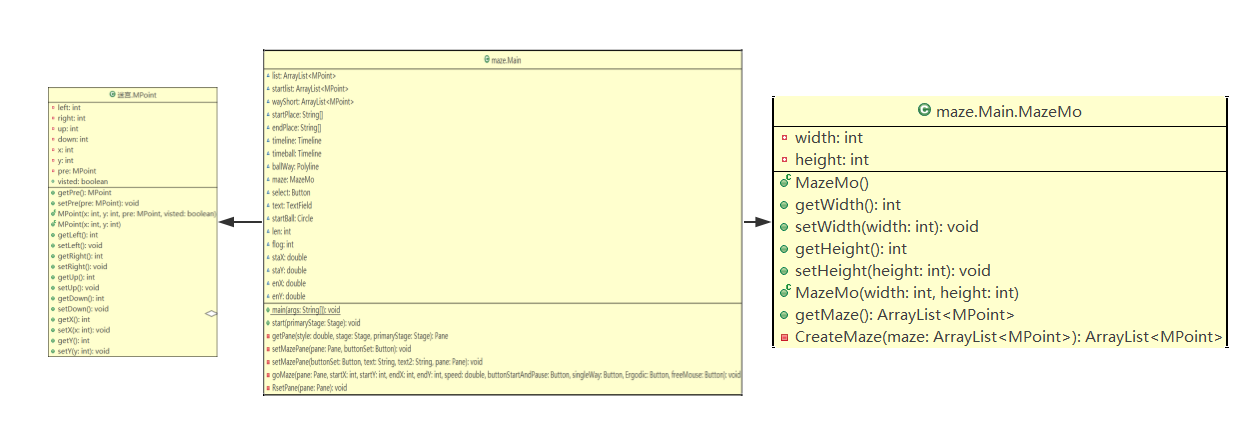 迷宫.MPoint
left: int
right: int
up: int
down: int
x: int
y: int
pre: MPoint
visted: boolean
getPre(): MPoint
setPre(pre: MPoint): void
MPoint(x: int, y: int, pre: MPoint, visted: boolean)
MPoint(x: int, y: int)
getLeft(): int
setLeft(): void
getRight(): int
setRight(): void
getUp(): int
setUp(): void
getDown(): int
setDown(): void
getX(): int
setX(x: int): void
getY(): int
setY(y: int): void
maze.Main
list: ArrayList<MPoint>
startlist: ArrayList<MPoint>
wayShort: ArrayList<MPoint>
startPlace: String[]
endPlace: String[]
timeline: Timeline
timeball: Timeline
ballWay: Polyline
maze: MazeMo
select: Button
text: TextField
startBall: Circle
len: int
flog: int
staX: double
staY: double
enX: double
enY: double
main(args: String[]): void
start(primaryStage: Stage): void
getPane(style: double, stage: Stage, primaryStage: Stage): Pane
setMazePane(pane: Pane, buttonSet: Button): void
setMazePane(buttonSet: Button, text: String, text2: String, pane: Pane): void
goMaze(pane: Pane, startX: int, startY: int, endX: int, endY: int, speed: double, buttonStartAndPause: Button, singleWay: Button, Ergodic: Button, freeMouse: Button): void
RsetPane(pane: Pane): void
maze.Main.MazeMo
width: int
height: int
MazeMo()
getWidth(): int
setWidth(width: int): void
getHeight(): int
setHeight(height: int): void
MazeMo(width: int, height: int)
getMaze(): ArrayList<MPoint>
CreateMaze(maze: ArrayList<MPoint>): ArrayList<MPoint>